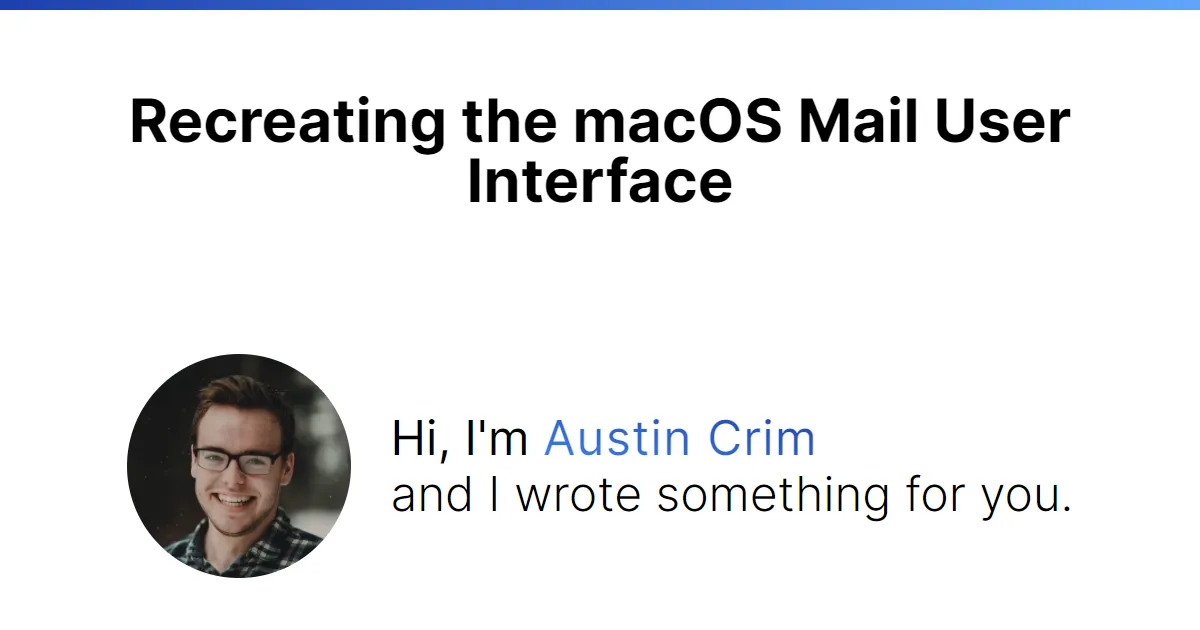 Recreating the macOS Mail User
Interface
Hi, I'm Austin Crim
and I wrote something for you.